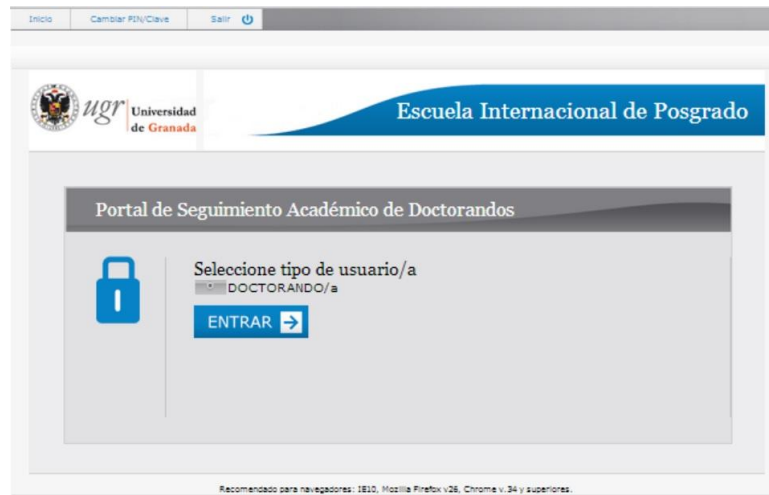 Inicio Cambiar PIN/Clave Salir
ugr Universidad
de Granada
Escuela Internacional de Posgrado
Portal de Seguimiento Académico de Doctorandos
Seleccione tipo de usuario/a
DOCTORANDO/a
ENTRAR
Recomendado para navegadores: IE10, Mozilla Firefox v26, Chrome v.34 y superiores.